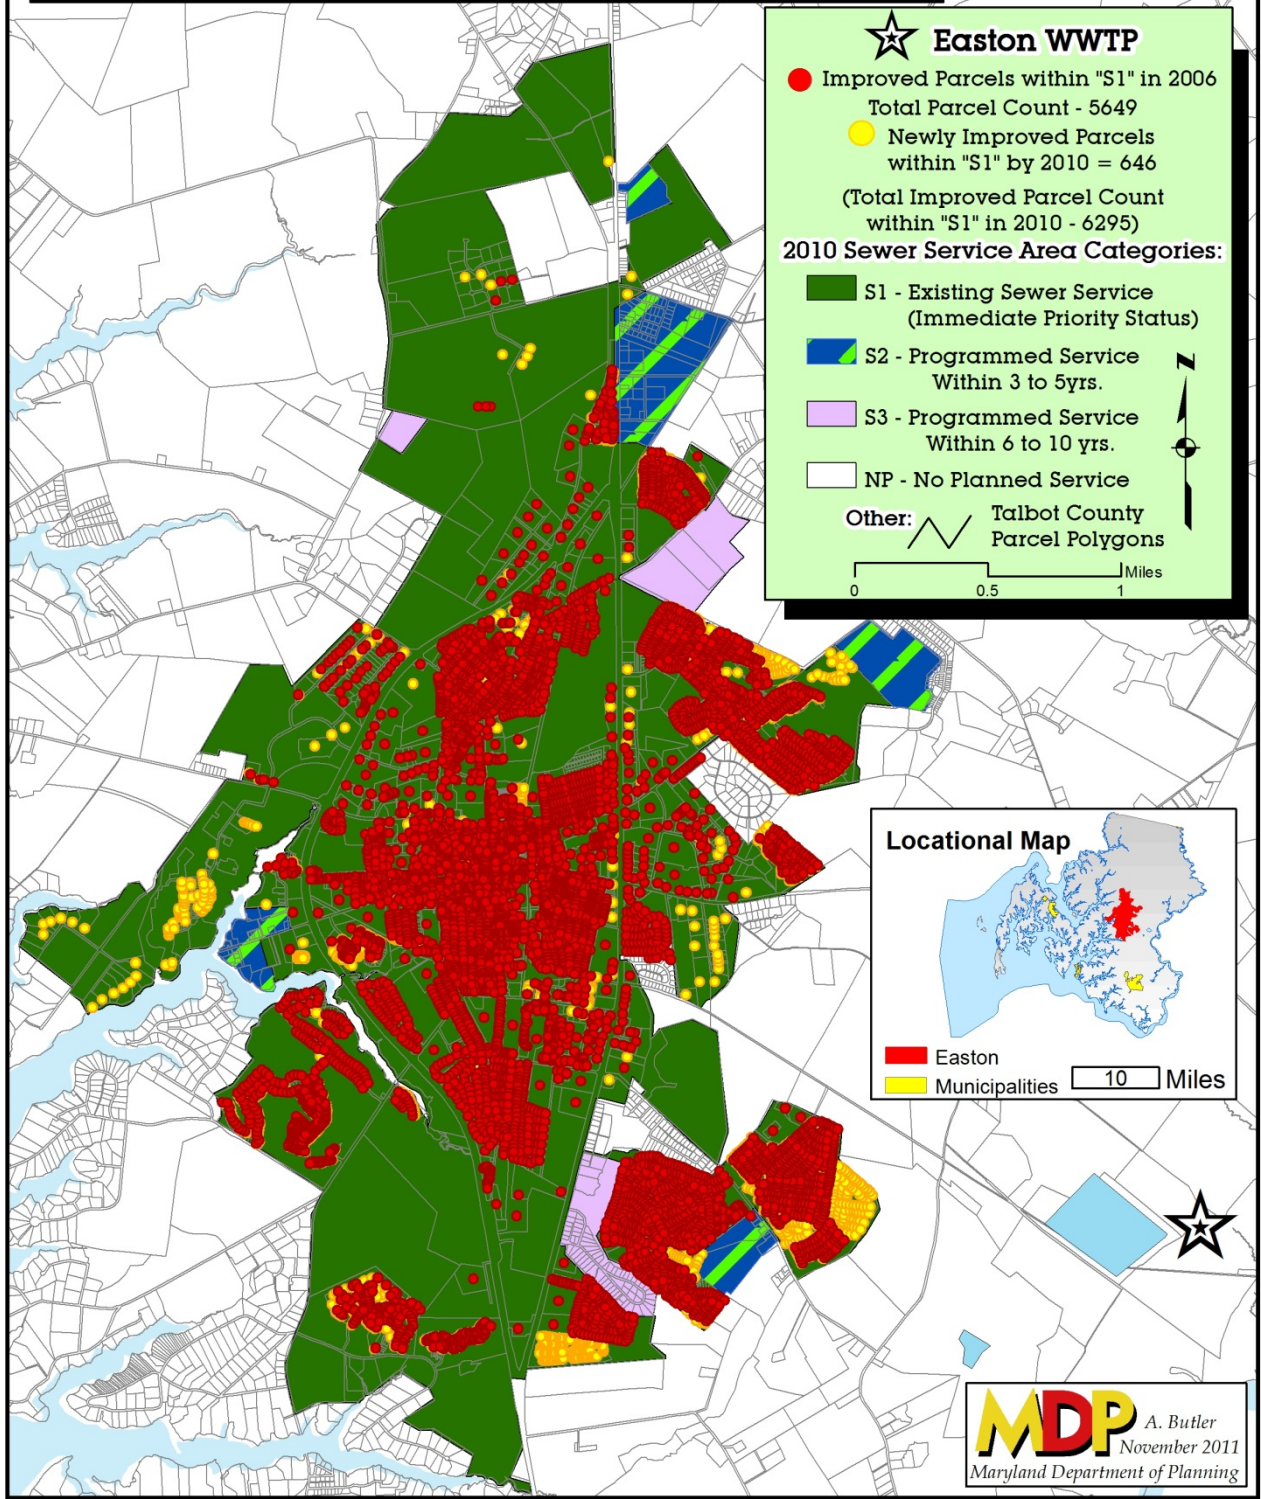 Easton WWTP
Improved Parcels within "S1" in 2006
Total Parcel Count - 5649
Newly Improved Parcels
within "S1" by 2010 = 646
(Total Improved Parcel Count
within "S1" in 2010 - 6295)
2010 Sewer Service Area Categories:
S1 - Existing Sewer Service
(Immediate Priority Status)
S2 - Programmed Service
Within 3 to 5yrs.
N
S3 - Programmed Service
Within 6 to 10 yrs.
NP - No Planned Service
Other:
Talbot County
Parcel Polygons
Miles
0 0.5 1
Locational Map
Easton
Municipalities
10 Miles
MDP
A. Butler
November 2011
Maryland Department of Planning